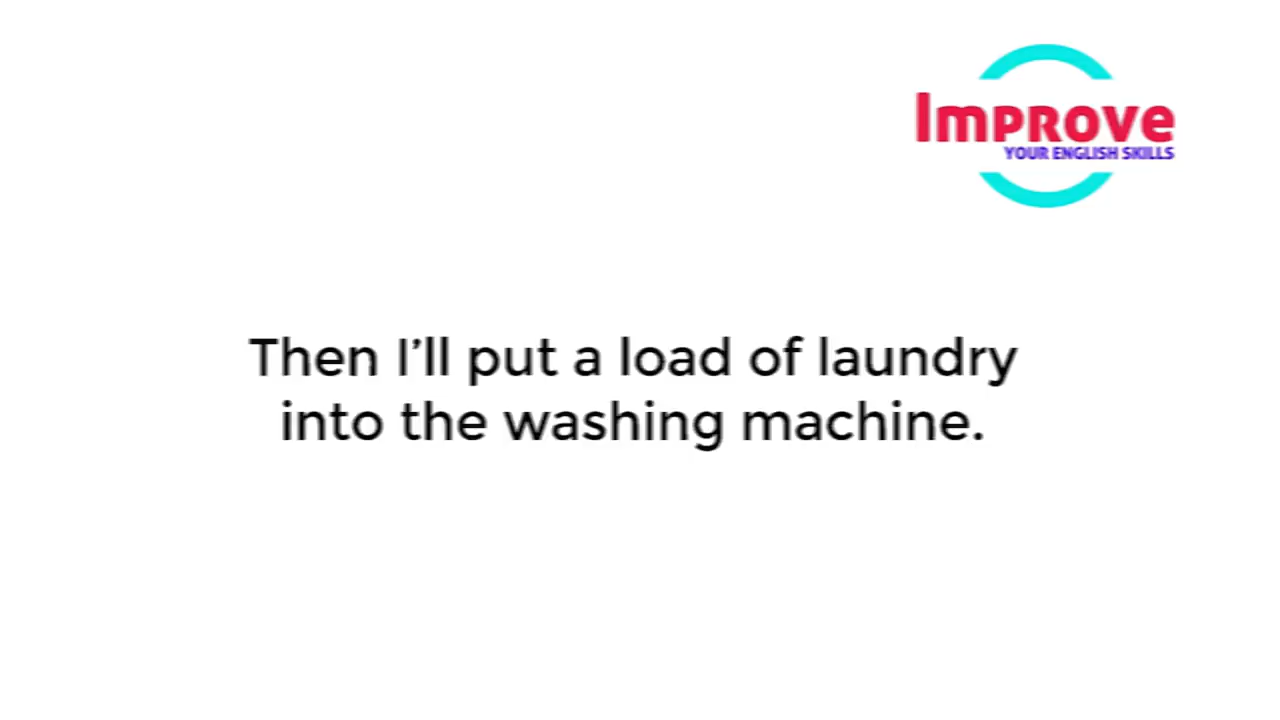 Improve
YOUR ENGLISH SKILLS
Then I’ll put a load of laundry
into the washing machine.